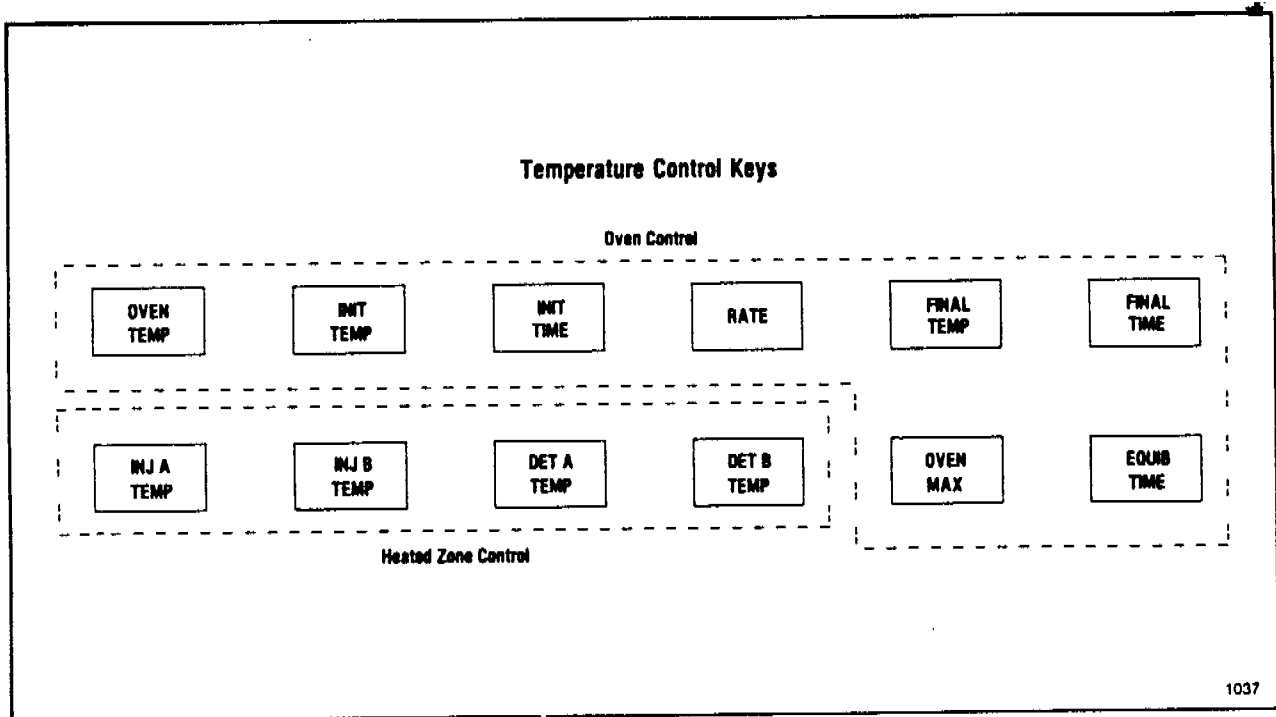 Temperature Control Keys
Oven Control
OVEN
TEMP
INIT
TEMP
INIT
TIME
RATE
FINAL
TEMP
FINAL
TIME
INJ A
TEMP
INJ B
TEMP
DET A
TEMP
DET B
TEMP
OVEN
MAX
EQUIB
TIME
Heated Zone Control
1037